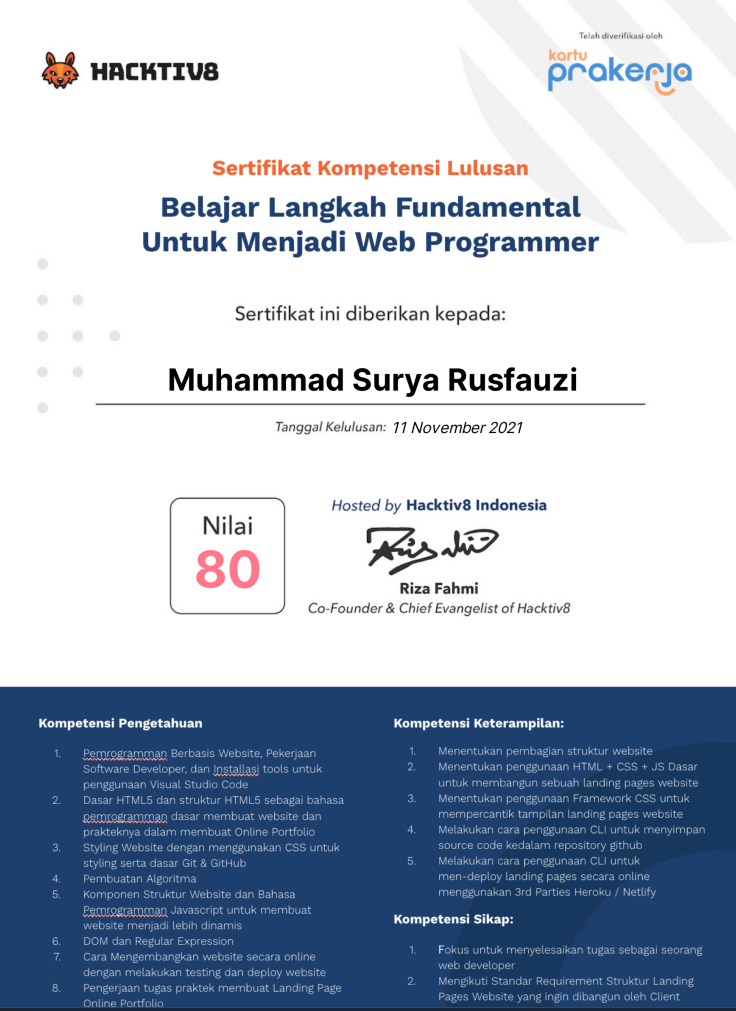 Telah diverifikasi oleh
HACKTIV8
kartu
prakerja
Sertifikat Kompetensi Lulusan
Belajar Langkah Fundamental
Untuk Menjadi Web Programmer
Sertifikat ini diberikan kepada:
Muhammad Surya Rusfauzi
Tanggal Kelulusan: 11 November 2021
Nilai
80
Hosted by Hacktiv8 Indonesia
Riza Fahmi
Co-Founder & Chief Evangelist of Hacktiv8
Kompetensi Pengetahuan
1. Pemrogramman Berbasis Website, Pekerjaan
Software Developer, dan Installasi tools untuk
penggunaan Visual Studio Code
2. Dasar HTML5 dan struktur HTML5 sebagai bahasa
pemrogramman dasar membuat website dan
prakteknya dalam membuat Online Portfolio
3. Styling Website dengan menggunakan CSS untuk
styling serta dasar Git & GitHub
4. Pembuatan Algoritma
5. Komponen Struktur Website dan Bahasa
Pemrogramman Javascript untuk membuat
website menjadi lebih dinamis
6. DOM dan Regular Expression
7. Cara Mengembangkan website secara online
dengan melakukan testing dan deploy website
8. Pengerjaan tugas praktek membuat Landing Page
Online Portfolio
Kompetensi Keterampilan:
1. Menentukan pembagian struktur website
2. Menentukan penggunaan HTML + CSS + JS Dasar
untuk membangun sebuah landing pages website
3. Menentukan penggunaan Framework CSS untuk
mempercantik tampilan landing pages website
4. Melakukan cara penggunaan CLI untuk menyimpan
source code kedalam repository github
5. Melakukan cara penggunaan CLI untuk
men-deploy landing pages secara online
menggunakan 3rd Parties Heroku / Netlify
Kompetensi Sikap:
1. Fokus untuk menyelesaikan tugas sebagai seorang
web developer
2. Mengikuti Standar Requirement Struktur Landing
Pages Website yang ingin dibangun oleh Client